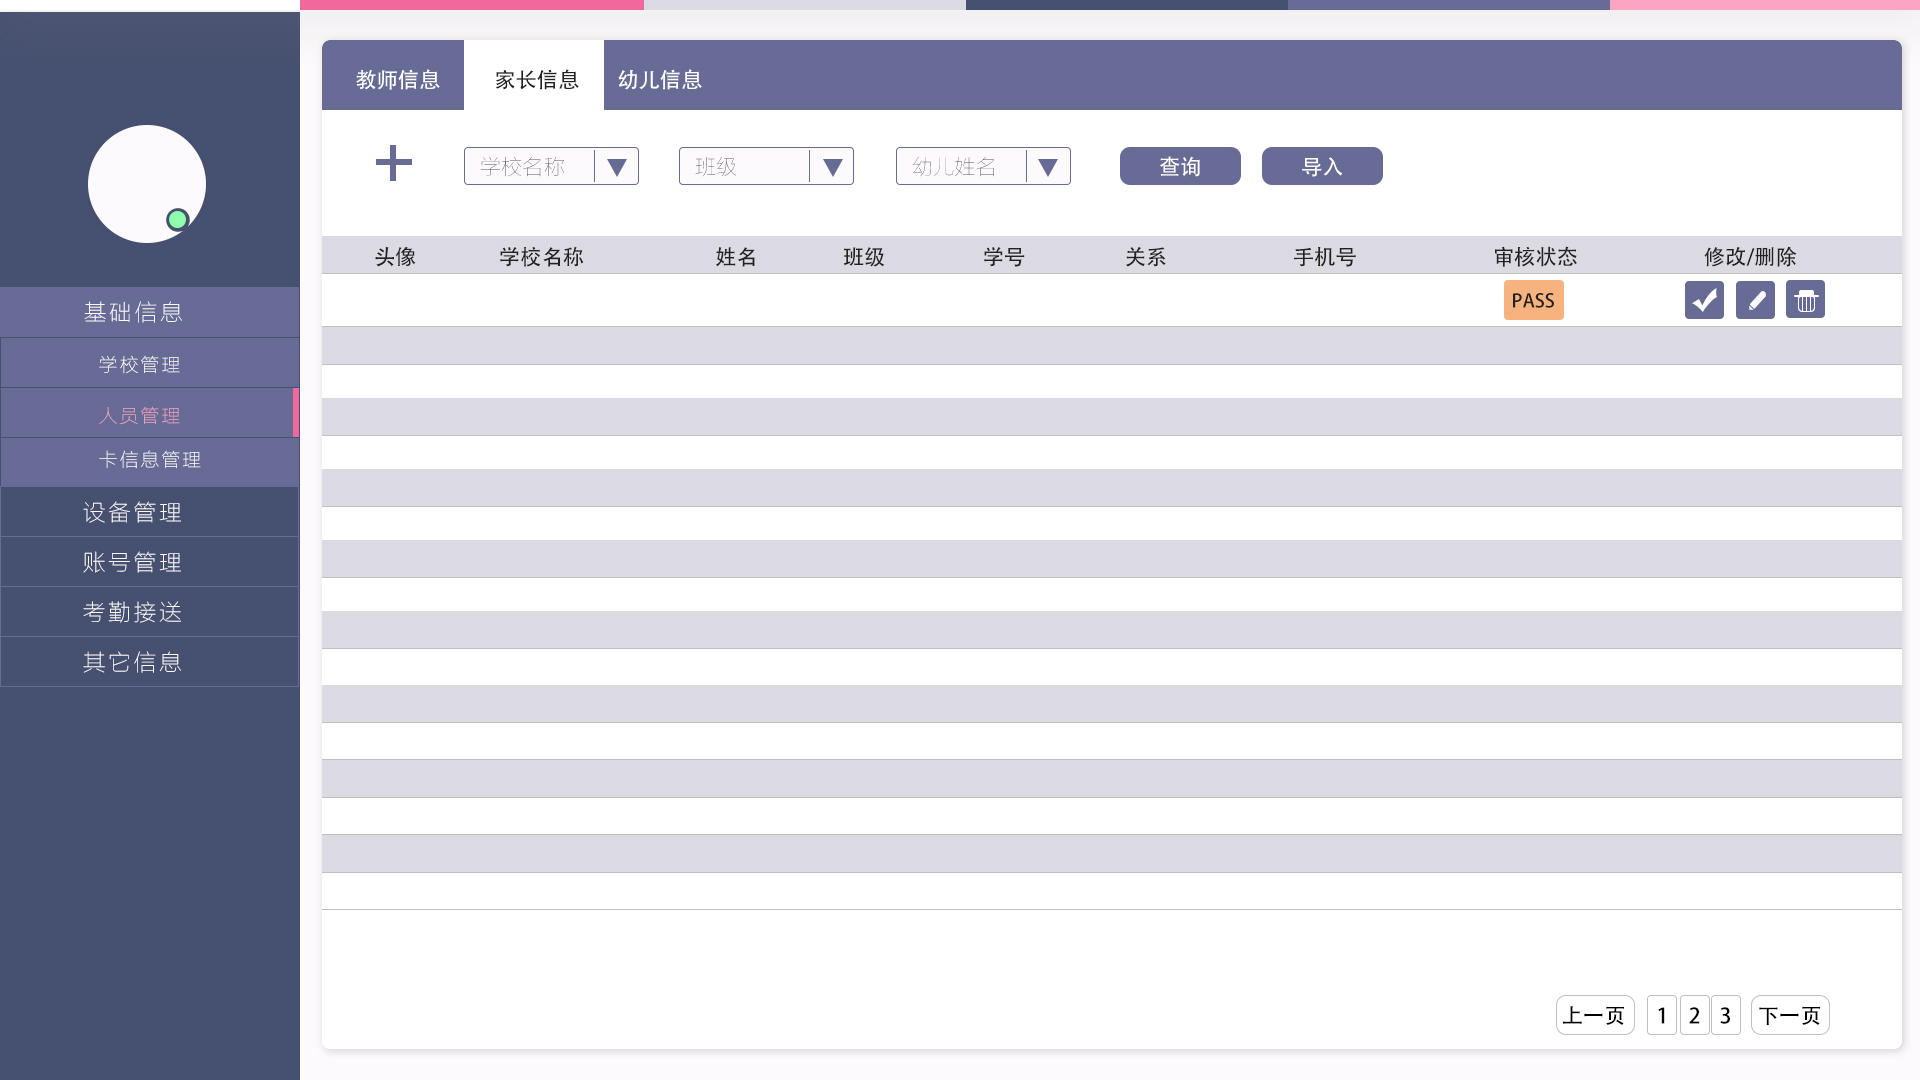 教师信息 家长信息 幼儿信息
学校名称 班级 幼儿姓名 查询 导入
头像 学校名称 姓名 班级 学号 关系 手机号 审核状态 修改/删除
PASS
基础信息
学校管理
人员管理
卡信息管理
设备管理
账号管理
考勤接送
其它信息
上一页 1 2 3 下一页